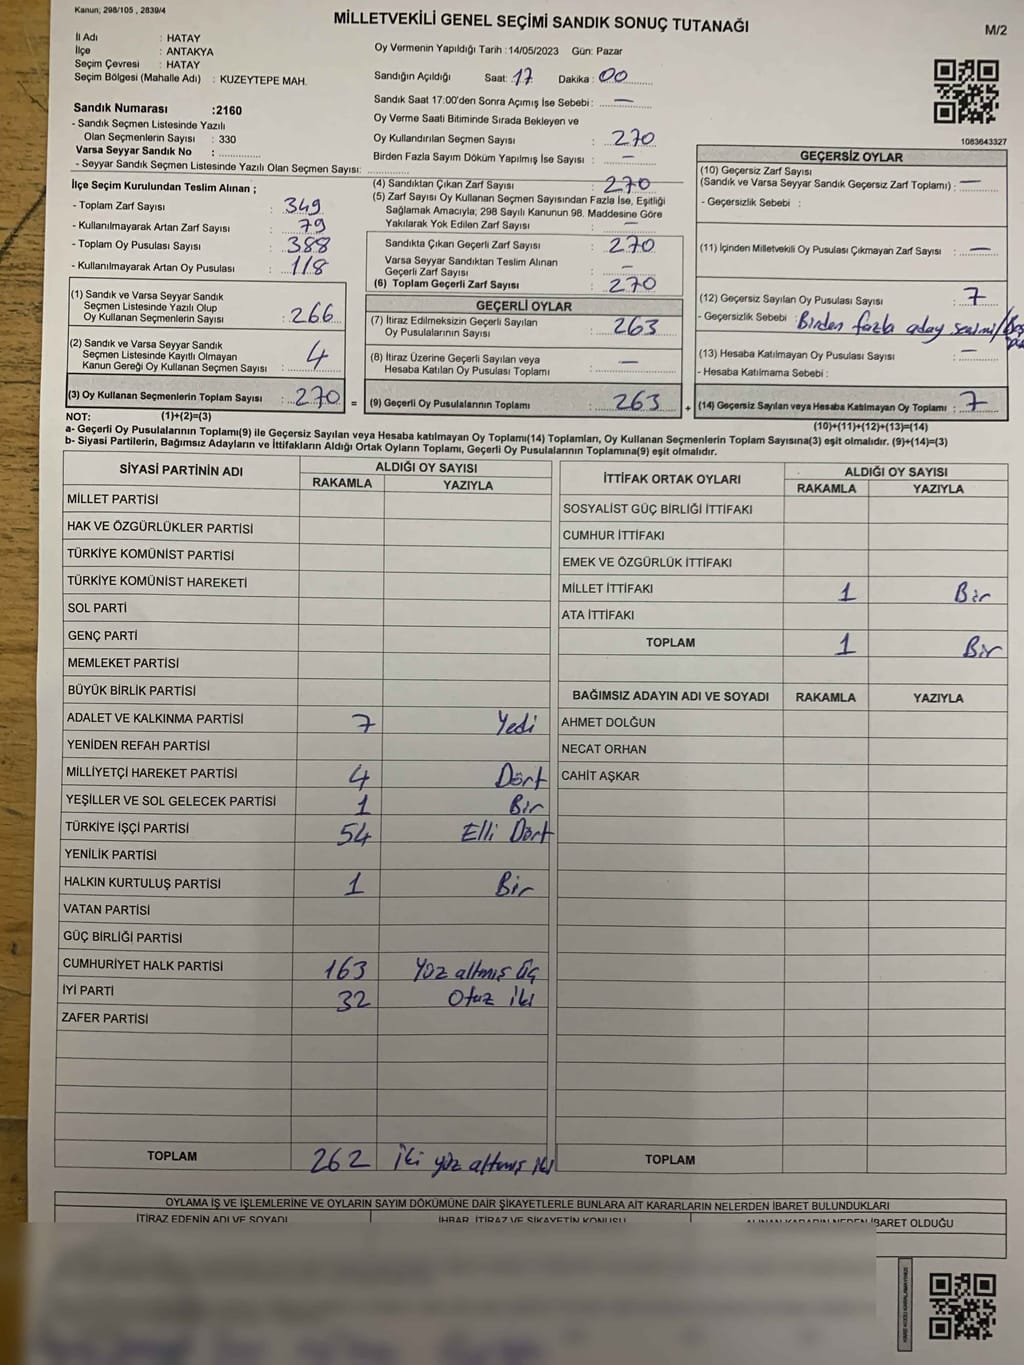 Kanun; 298/105 , 2839/4
MİLLETVEKİLİ GENEL SEÇİMİ SANDIK SONUÇ TUTANAĞI
M/2
İl Adı : HATAY
İlçe : ANTAKYA
Seçim Çevresi : HATAY
Seçim Bölgesi (Mahalle Adı) : KUZEYTEPE MAH.
Oy Vermenin Yapıldığı Tarih : 14/05/2023 Gün: Pazar
Sandığın Açıldığı Saat: 17 Dakika : 00
Sandık Saat 17:00'den Sonra Açımış İse Sebebi : —
Oy Verme Saati Bitiminde Sırada Bekleyen ve
Oy Kullandırılan Seçmen Sayısı : 270
Birden Fazla Sayım Döküm Yapılmış İse Sayısı : —
Sandık Numarası : 2160
- Sandık Seçmen Listesinde Yazılı
Olan Seçmenlerin Sayısı : 330
Varsa Seyyar Sandık No :
- Seyyar Sandık Seçmen Listesinde Yazılı Olan Seçmen Sayısı:
İlçe Seçim Kurulundan Teslim Alınan ;
- Toplam Zarf Sayısı : 349
- Kullanılmayarak Artan Zarf Sayısı : 79
- Toplam Oy Pusulası Sayısı : 388
- Kullanılmayarak Artan Oy Pusulası : 118
(1) Sandık ve Varsa Seyyar Sandık
Seçmen Listesinde Yazılı Olup
Oy Kullanan Seçmenlerin Sayısı : 266
(2) Sandık ve Varsa Seyyar Sandık
Seçmen Listesinde Kayıtlı Olmayan
Kanun Gereği Oy Kullanan Seçmen Sayısı : 4
(3) Oy Kullanan Seçmenlerin Toplam Sayısı : 270 =
(4) Sandıktan Çıkan Zarf Sayısı : 270
(5) Zarf Sayısı Oy Kullanan Seçmen Sayısından Fazla İse, Eşitliği
Sağlamak Amacıyla; 298 Sayılı Kanunun 98. Maddesine Göre
Yakılarak Yok Edilen Zarf Sayısı : —
Sandıkta Çıkan Geçerli Zarf Sayısı : 270
Varsa Seyyar Sandıktan Teslim Alınan
Geçerli Zarf Sayısı : —
(6) Toplam Geçerli Zarf Sayısı : 270
GEÇERLİ OYLAR
(7) İtiraz Edilmeksizin Geçerli Sayılan
Oy Pusulalarının Sayısı : 263
(8) İtiraz Üzerine Geçerli Sayılan veya
Hesaba Katılan Oy Pusulası Toplamı : —
(9) Geçerli Oy Pusulalarının Toplamı : 263 +
1083643327
GEÇERSİZ OYLAR
(10) Geçersiz Zarf Sayısı
(Sandık ve Varsa Seyyar Sandık Geçersiz Zarf Toplamı) : —
- Geçersizlik Sebebi :
(11) İçinden Milletvekili Oy Pusulası Çıkmayan Zarf Sayısı : —
(12) Geçersiz Sayılan Oy Pusulası Sayısı : 7
- Geçersizlik Sebebi : Birden fazla aday seçimi/
(13) Hesaba Katılmayan Oy Pusulası Sayısı : —
- Hesaba Katılmama Sebebi :
(14) Geçersiz Sayılan veya Hesaba Katılmayan Oy Toplamı : 7
NOT: (1)+(2)=(3) (10)+(11)+(12)+(13)=(14)
a- Geçerli Oy Pusulalarının Toplamı(9) ile Geçersiz Sayılan veya Hesaba katılmayan Oy Toplamı(14) Toplamları, Oy Kullanan Seçmenlerin Toplam Sayısına(3) eşit olmalıdır. (9)+(14)=(3)
b- Siyasi Partilerin, Bağımsız Adayların ve İttifakların Aldığı Ortak Oyların Toplamı, Geçerli Oy Pusulalarının Toplamına(9) eşit olmalıdır.
SİYASİ PARTİNİN ADI ALDIĞI OY SAYISI
RAKAMLA YAZIYLA
MİLLET PARTİSİ
HAK VE ÖZGÜRLÜKLER PARTİSİ
TÜRKİYE KOMÜNİST PARTİSİ
TÜRKİYE KOMÜNİST HAREKETİ
SOL PARTİ
GENÇ PARTİ
MEMLEKET PARTİSİ
BÜYÜK BİRLİK PARTİSİ
ADALET VE KALKINMA PARTİSİ 7 Yedi
YENİDEN REFAH PARTİSİ
MİLLİYETÇİ HAREKET PARTİSİ 4 Dört
YEŞİLLER VE SOL GELECEK PARTİSİ 1 Bir
TÜRKİYE İŞÇİ PARTİSİ 54 Elli Dört
YENİLİK PARTİSİ
HALKIN KURTULUŞ PARTİSİ 1 Bir
VATAN PARTİSİ
GÜÇ BİRLİĞİ PARTİSİ
CUMHURİYET HALK PARTİSİ 163 Yüz altmış üç
İYİ PARTİ 32 Otuz iki
ZAFER PARTİSİ
TOPLAM 262 İki yüz altmış iki
İTTİFAK ORTAK OYLARI ALDIĞI OY SAYISI
RAKAMLA YAZIYLA
SOSYALİST GÜÇ BİRLİĞİ İTTİFAKI
CUMHUR İTTİFAKI
EMEK VE ÖZGÜRLÜK İTTİFAKI
MİLLET İTTİFAKI 1 Bir
ATA İTTİFAKI
TOPLAM 1 Bir
BAĞIMSIZ ADAYIN ADI VE SOYADI RAKAMLA YAZIYLA
AHMET DOLĞUN
NECAT ORHAN
CAHİT AŞKAR
TOPLAM
OYLAMA İŞ VE İŞLEMLERİNE VE OYLARIN SAYIM DÖKÜMÜNE DAİR ŞİKAYETLERLE BUNLARA AİT KARARLARIN NELERDEN İBARET BULUNDUKLARI
İTİRAZ EDENİN ADI VE SOYADI İHBAR, İTİRAZ VE ŞİKAYETİN KONUSU ALINAN KARARIN NEDEN İBARET OLDUĞU